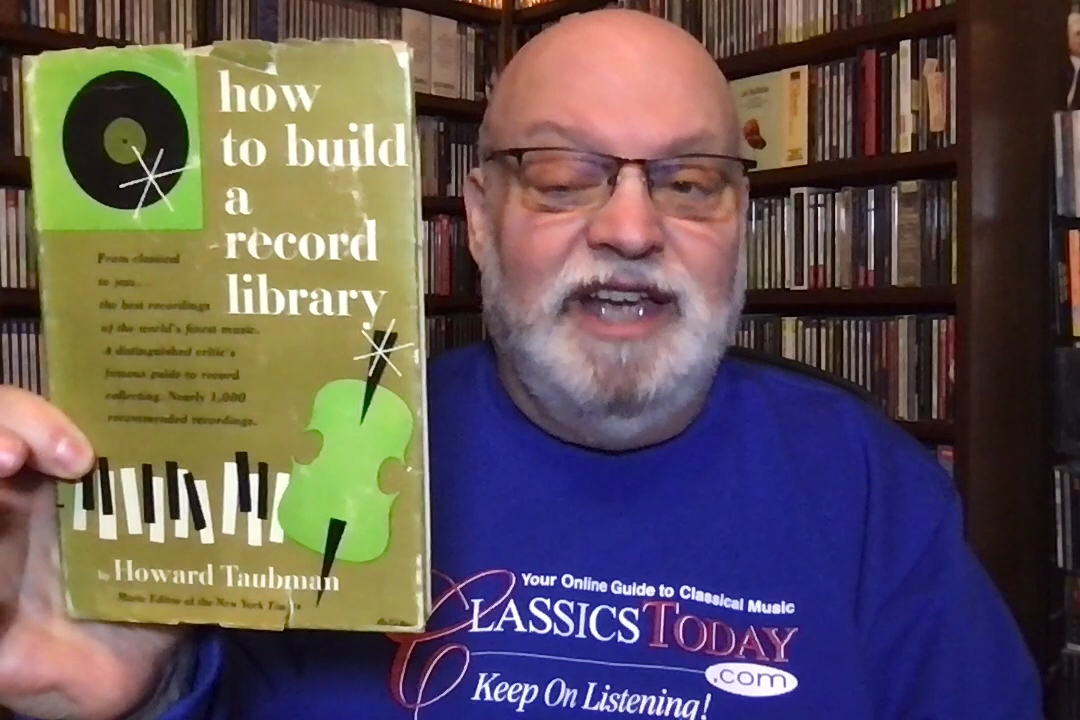 how
to build
a
record
library
From classical
to jazz...
the best recordings
of the world's finest music.
A distinguished critic's
famous guide to record
collecting. Nearly 1,000
recommended recordings.
by Howard Taubman
Music Editor of the New York Times
Your Online Guide to Classical Music
CLASSICSTODAY
.com
Keep On Listening!